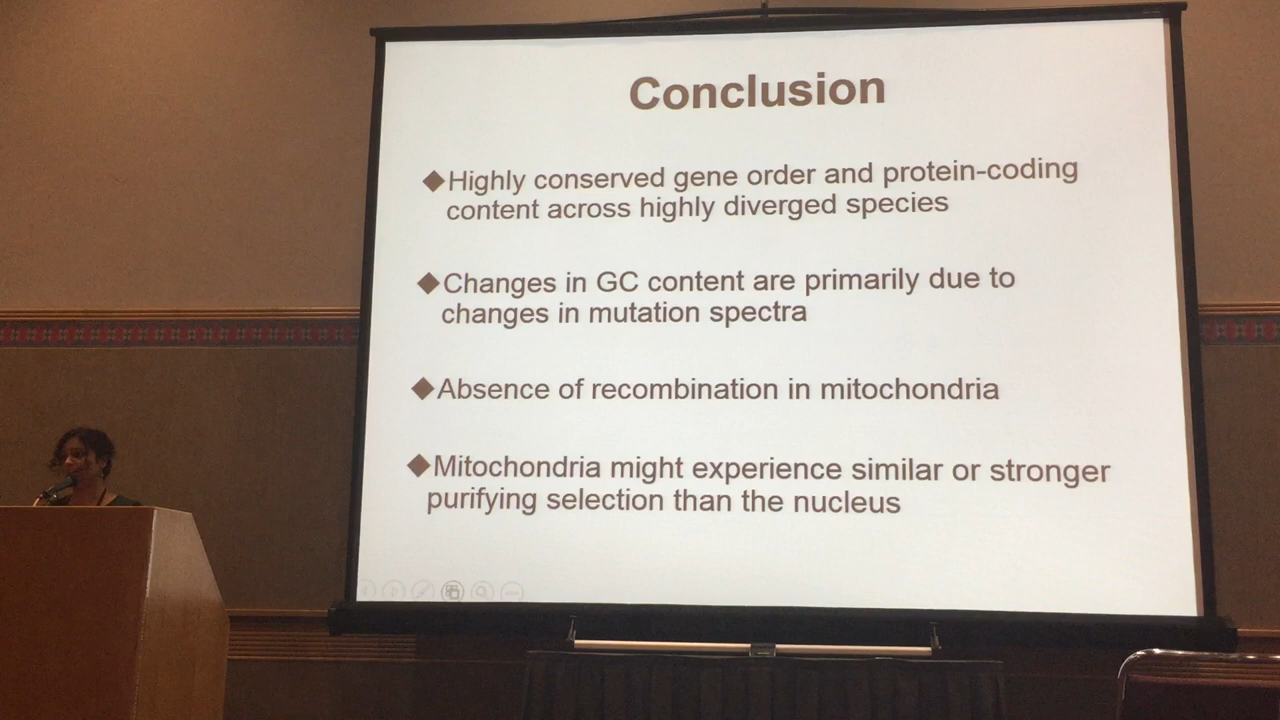 Conclusion
◆Highly conserved gene order and protein-coding
content across highly diverged species
◆Changes in GC content are primarily due to
changes in mutation spectra
◆Absence of recombination in mitochondria
◆Mitochondria might experience similar or stronger
purifying selection than the nucleus